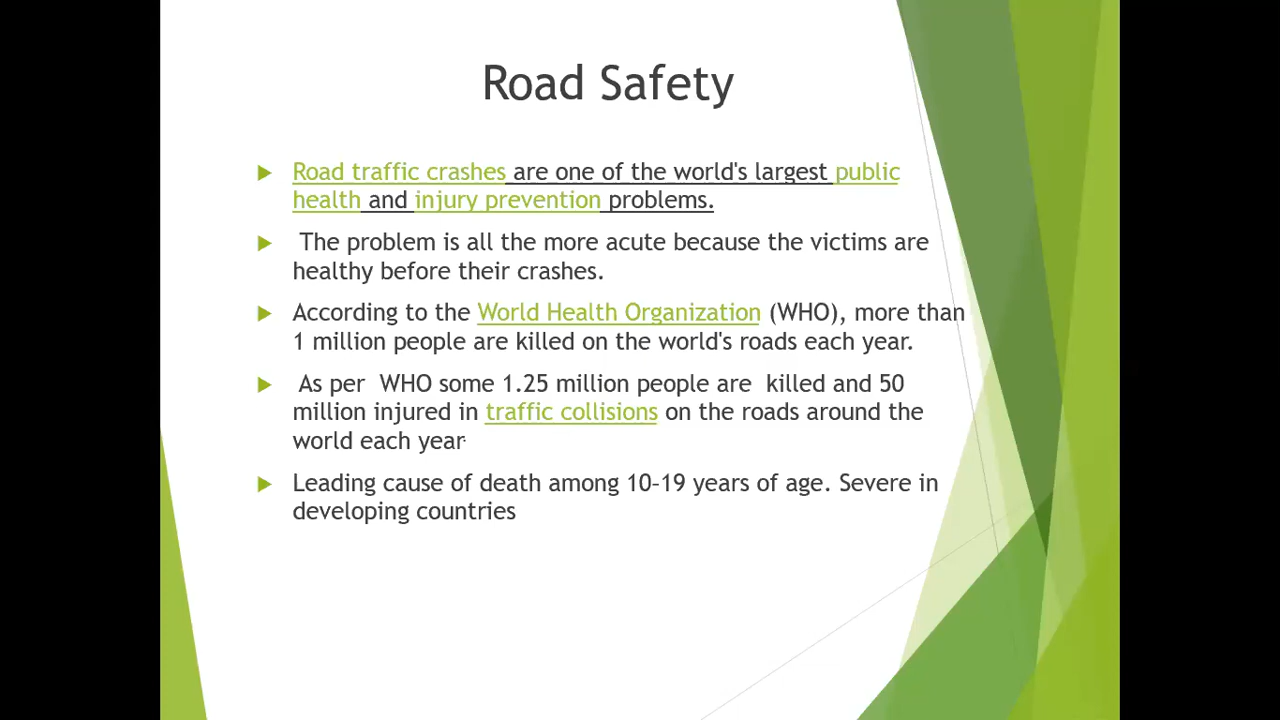 Road Safety
Road traffic crashes are one of the world's largest public
health and injury prevention problems.
The problem is all the more acute because the victims are
healthy before their crashes.
According to the World Health Organization (WHO), more than
1 million people are killed on the world's roads each year.
As per  WHO some 1.25 million people are  killed and 50
million injured in traffic collisions on the roads around the
world each year.
Leading cause of death among 10–19 years of age. Severe in
developing countries